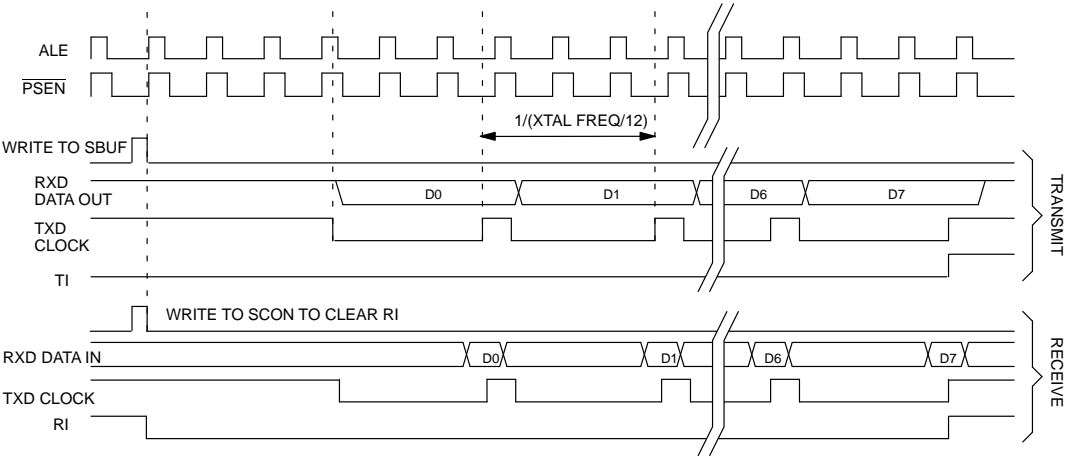 ALE
PSEN
1/(XTAL FREQ/12)
WRITE TO SBUF
RXD
DATA OUT
D0
D1
D6
D7
TXD
CLOCK
TI
TRANSMIT
WRITE TO SCON TO CLEAR RI
RXD DATA IN
D0
D1
D6
D7
TXD CLOCK
RI
RECEIVE